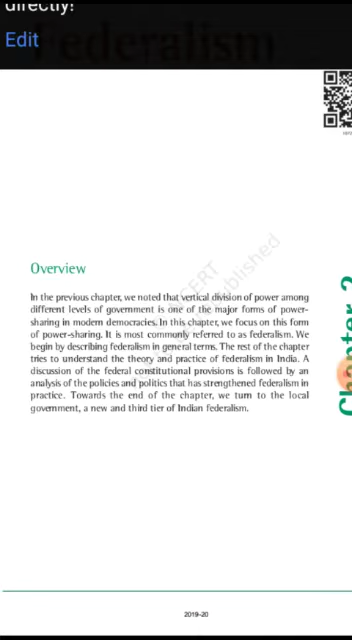 directly!
Edit
Federalism
Overview
In the previous chapter, we noted that vertical division of power among
different levels of government is one of the major forms of power-
sharing in modern democracies. In this chapter, we focus on this form
of power-sharing. It is most commonly referred to as federalism. We
begin by describing federalism in general terms. The rest of the chapter
tries to understand the theory and practice of federalism in India. A
discussion of the federal constitutional provisions is followed by an
analysis of the policies and politics that has strengthened federalism in
practice. Towards the end of the chapter, we turn to the local
government, a new and third tier of Indian federalism.
Chapter 2
2019-20